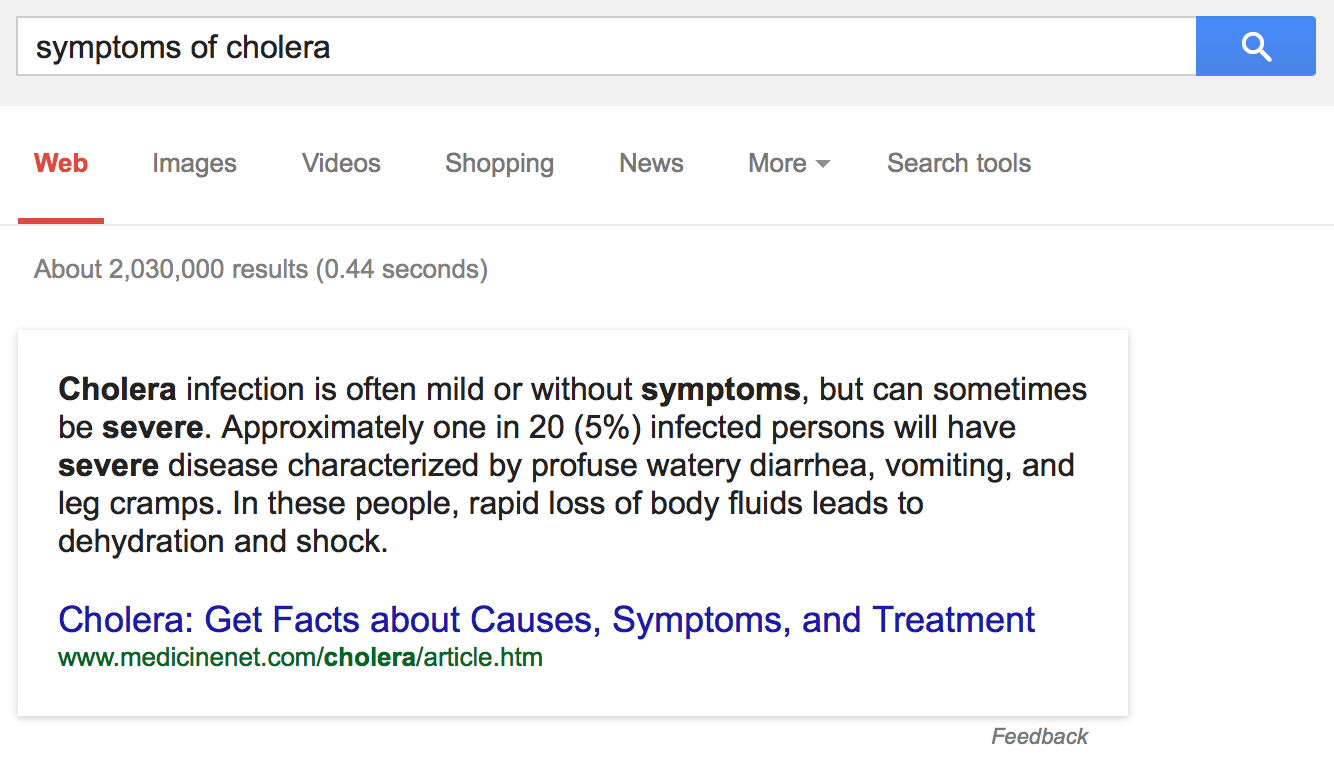 symptoms of cholera
Web Images Videos Shopping News More Search tools
About 2,030,000 results (0.44 seconds)
Cholera infection is often mild or without symptoms, but can sometimes
be severe. Approximately one in 20 (5%) infected persons will have
severe disease characterized by profuse watery diarrhea, vomiting, and
leg cramps. In these people, rapid loss of body fluids leads to
dehydration and shock.
Cholera: Get Facts about Causes, Symptoms, and Treatment
www.medicinenet.com/cholera/article.htm
Feedback